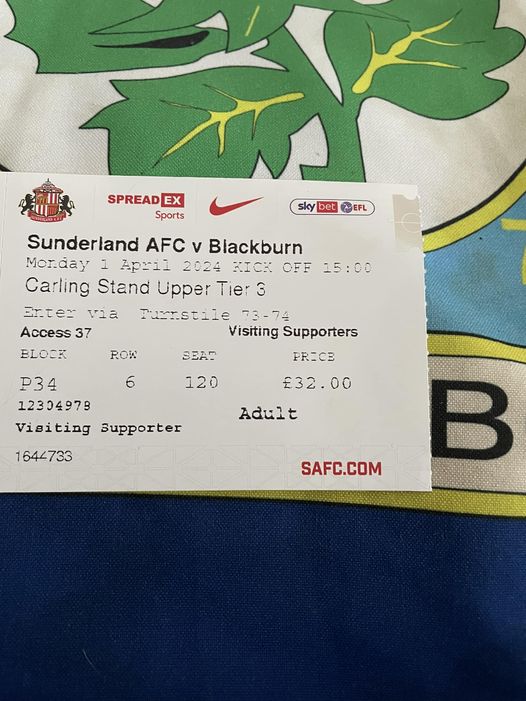 SPREADEX
Sports
sky bet EFL
Sunderland AFC v Blackburn
Monday 1 April 2024 KICK OFF 15:00
Carling Stand Upper Tier 3
Enter via Turnstile 73-74
Access 37 Visiting Supporters
BLOCK ROW SEAT PRICE
P34 6 120 £32.00
12304978 Adult
Visiting Supporter
1644733
SAFC.COM
B